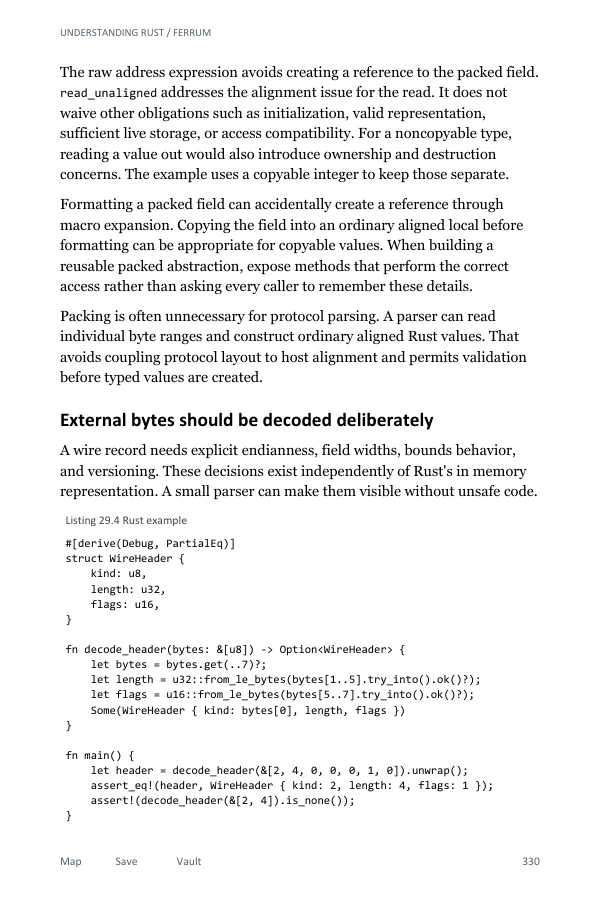 UNDERSTANDING RUST / FERRUM
The raw address expression avoids creating a reference to the packed field.
read_unaligned addresses the alignment issue for the read. It does not
waive other obligations such as initialization, valid representation,
sufficient live storage, or access compatibility. For a noncopyable type,
reading a value out would also introduce ownership and destruction
concerns. The example uses a copyable integer to keep those separate.
Formatting a packed field can accidentally create a reference through
macro expansion. Copying the field into an ordinary aligned local before
formatting can be appropriate for copyable values. When building a
reusable packed abstraction, expose methods that perform the correct
access rather than asking every caller to remember these details.
Packing is often unnecessary for protocol parsing. A parser can read
individual byte ranges and construct ordinary aligned Rust values. That
avoids coupling protocol layout to host alignment and permits validation
before typed values are created.
External bytes should be decoded deliberately
A wire record needs explicit endianness, field widths, bounds behavior,
and versioning. These decisions exist independently of Rust's in memory
representation. A small parser can make them visible without unsafe code.
Listing 29.4 Rust example
#[derive(Debug, PartialEq)]
struct WireHeader {
    kind: u8,
    length: u32,
    flags: u16,
}
fn decode_header(bytes: &[u8]) -> Option<WireHeader> {
    let bytes = bytes.get(..7)?;
    let length = u32::from_le_bytes(bytes[1..5].try_into().ok()?);
    let flags = u16::from_le_bytes(bytes[5..7].try_into().ok()?);
    Some(WireHeader { kind: bytes[0], length, flags })
}
fn main() {
    let header = decode_header(&[2, 4, 0, 0, 0, 1, 0]).unwrap();
    assert_eq!(header, WireHeader { kind: 2, length: 4, flags: 1 });
    assert!(decode_header(&[2, 4]).is_none());
}
Map Save Vault 330